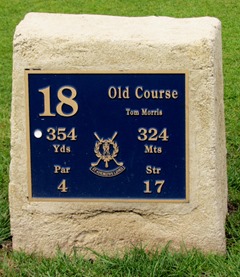 18 Old Course
Tom Morris
354 324
Yds Mts
Par Str
4 17